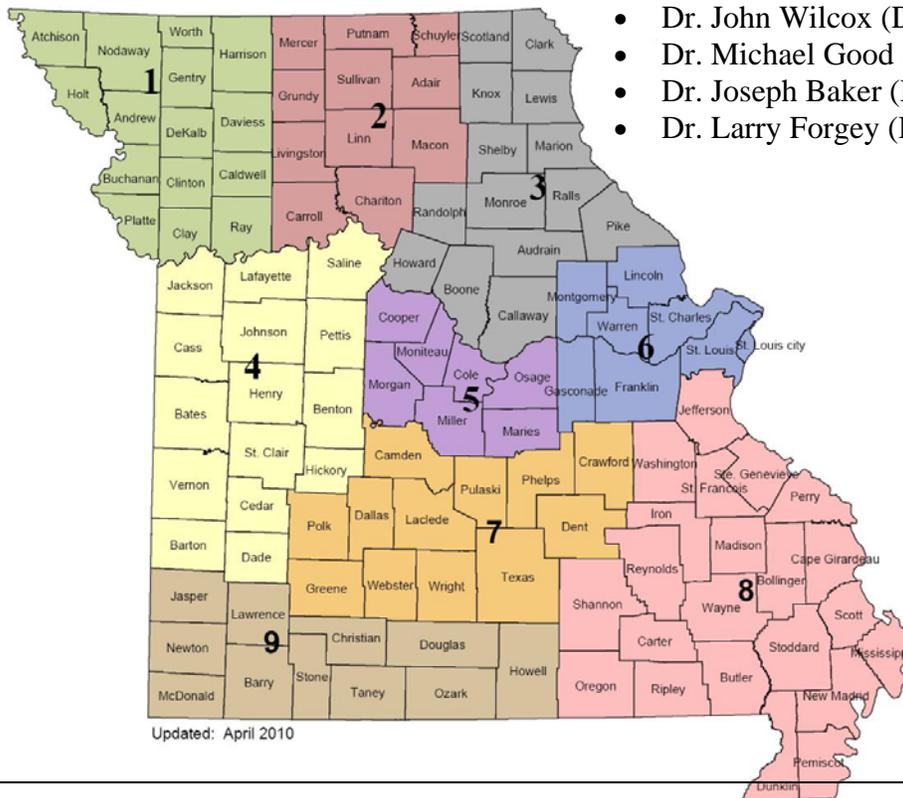 • Dr. John Wilcox (
• Dr. Michael Good
• Dr. Joseph Baker (
• Dr. Larry Forgey (
Atchison
Nodaway
Worth
Harrison
Mercer
Putnam
Schuyler
Scotland
Clark
Holt
1
Gentry
Grundy
Sullivan
Adair
Knox
Lewis
Andrew
DeKalb
Daviess
Livingston
2
Linn
Macon
Shelby
Marion
Buchanan
Clinton
Caldwell
Chariton
Randolph
Monroe
3
Ralls
Platte
Clay
Ray
Carroll
Pike
Audrain
Jackson
Lafayette
Saline
Howard
Boone
Callaway
Montgomery
Lincoln
Cass
Johnson
Pettis
Cooper
Moniteau
Warren
St. Charles
St. Louis
St. Louis city
4
Henry
Morgan
Cole
Osage
6
Gasconade
Franklin
Bates
Benton
5
Miller
Maries
Jefferson
St. Clair
Hickory
Camden
Pulaski
Phelps
Crawford
Washington
Ste. Genevieve
St. Francois
Perry
Vernon
Cedar
Polk
Dallas
Laclede
7
Dent
Iron
Barton
Dade
Greene
Webster
Wright
Texas
Reynolds
Madison
Cape Girardeau
Bollinger
Jasper
Lawrence
Shannon
8
Wayne
Scott
Newton
9
Christian
Douglas
Howell
Carter
Stoddard
McDonald
Barry
Stone
Taney
Ozark
Oregon
Ripley
Butler
New Madrid
Updated: April 2010
Pemiscot
Dunklin